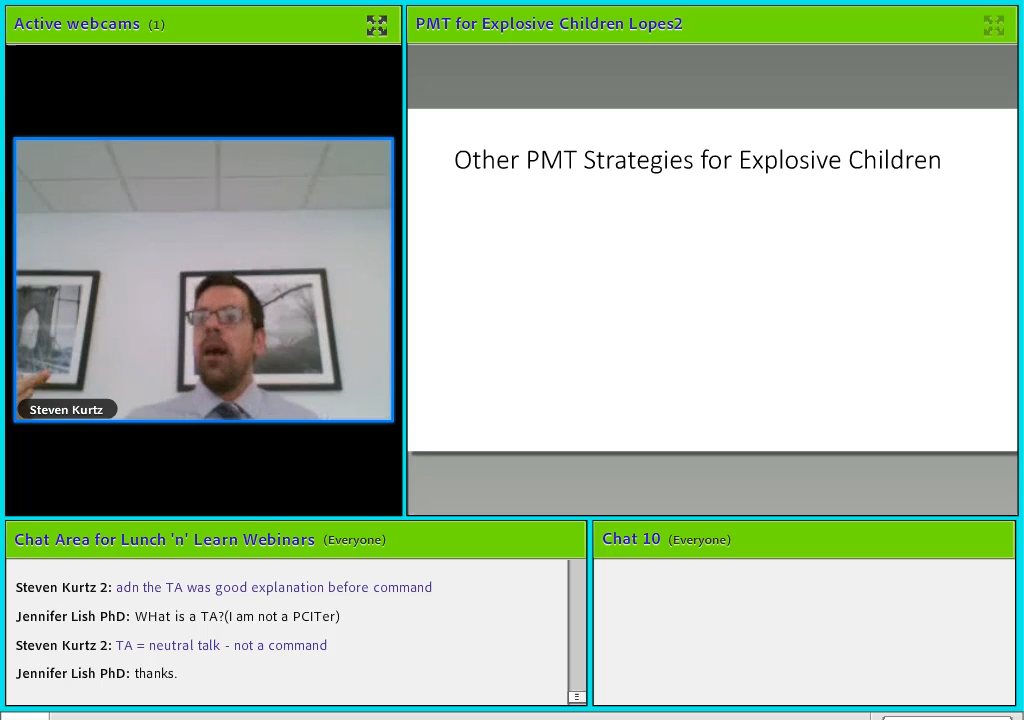 Active webcams (1)
PMT for Explosive Children Lopes2
Other PMT Strategies for Explosive Children
Steven Kurtz
Chat Area for Lunch 'n' Learn Webinars (Everyone)
Steven Kurtz 2: adn the TA was good explanation before command
Jennifer Lish PhD: WHat is a TA?(I am not a PCITer)
Steven Kurtz 2: TA = neutral talk - not a command
Jennifer Lish PhD: thanks.
Chat 10 (Everyone)